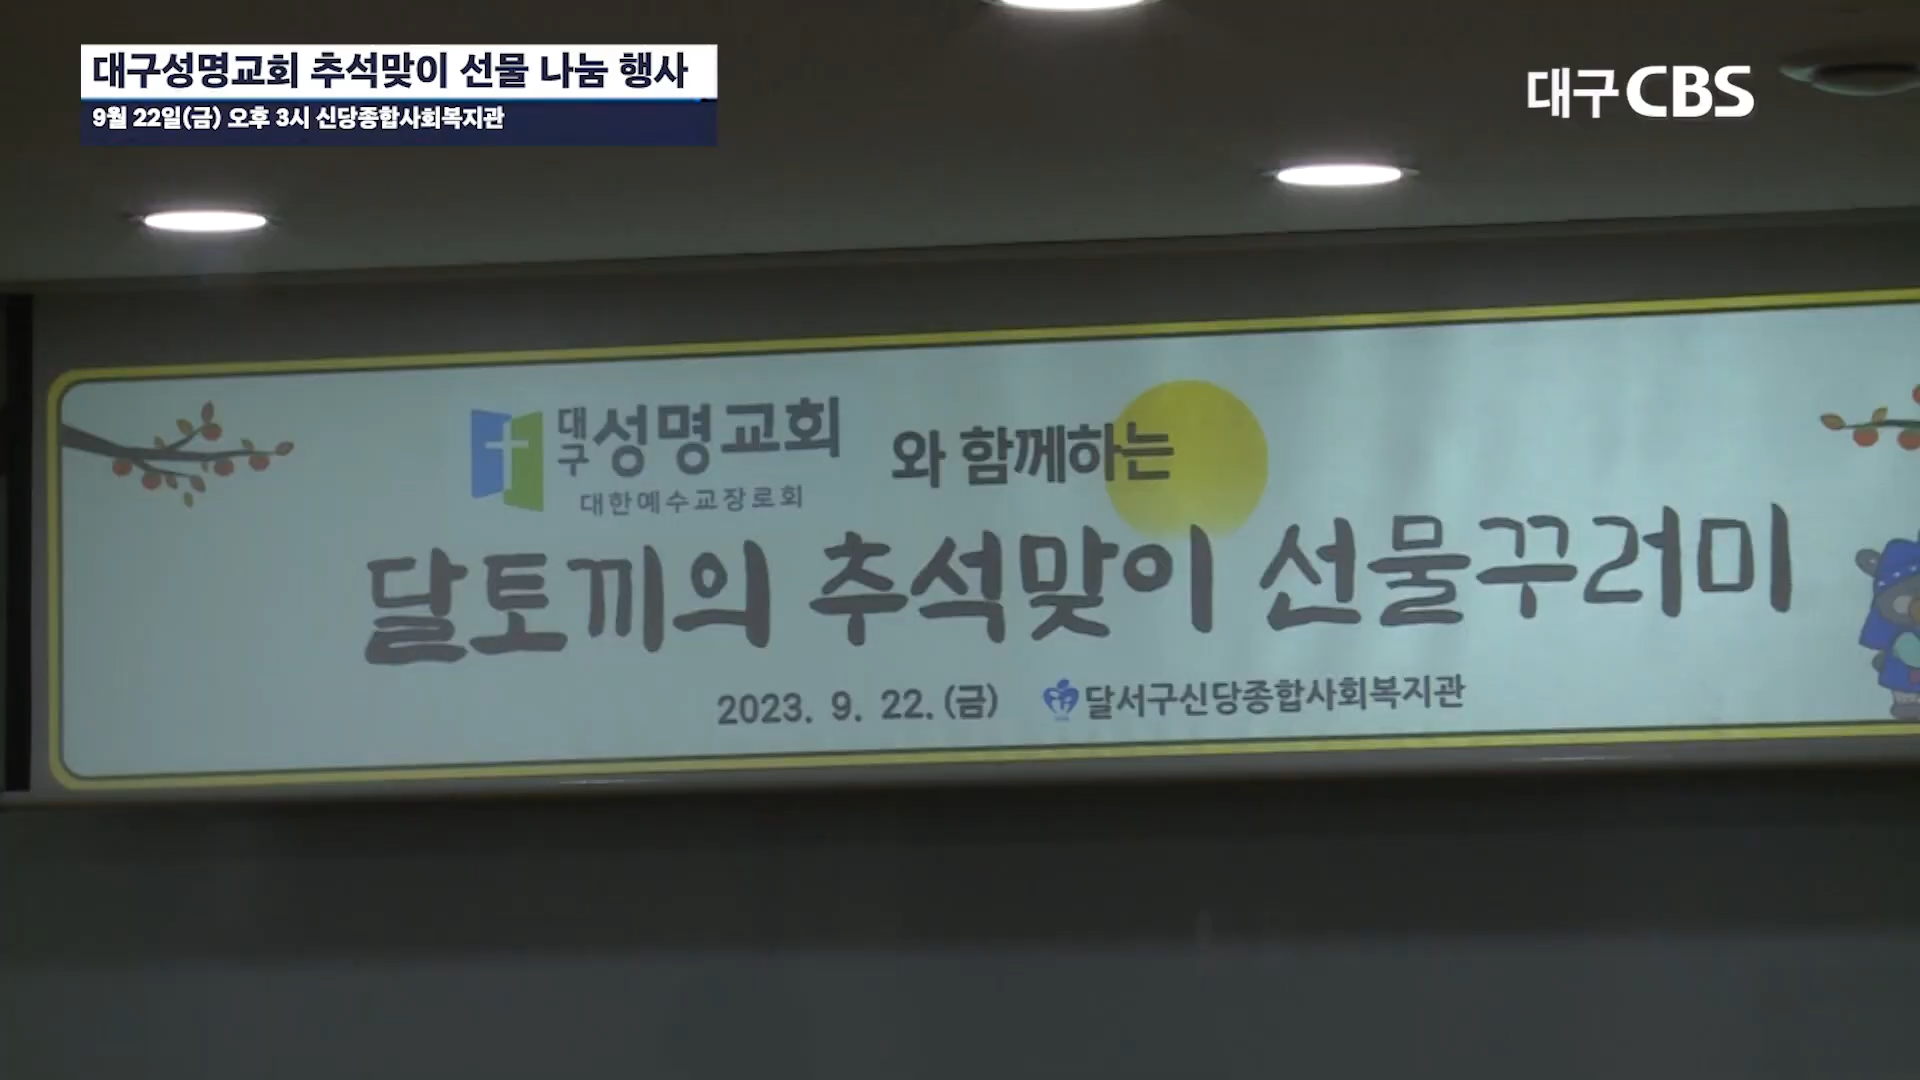 대구성명교회 추석맞이 선물 나눔 행사
9월 22일(금) 오후 3시 신당종합사회복지관
대구CBS
대구성명교회 와 함께하는
대한예수교장로회
달토끼의 추석맞이 선물꾸러미
2023. 9. 22. (금) 달서구신당종합사회복지관